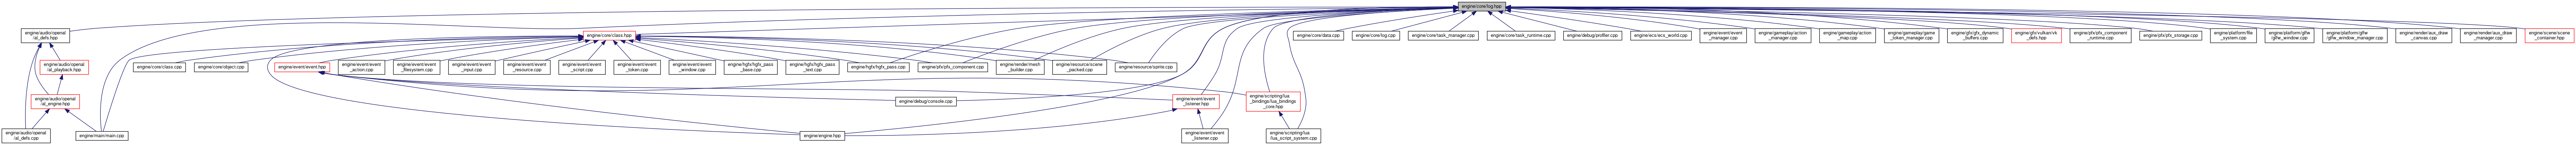 engine/core/log.hpp
engine/audio/openal
/al_defs.hpp
engine/core/class.hpp
engine/core/data.cpp
engine/core/log.cpp
engine/core/task_manager.cpp
engine/core/task_runtime.cpp
engine/debug/profiler.cpp
engine/ecs/ecs_world.cpp
engine/event/event
_manager.cpp
engine/gameplay/action
_manager.cpp
engine/gameplay/action
_map.cpp
engine/gameplay/game
_token_manager.cpp
engine/gfx/gfx_dynamic
_buffers.cpp
engine/gfx/vulkan/vk
_defs.hpp
engine/pfx/pfx_component
_runtime.cpp
engine/pfx/pfx_storage.cpp
engine/platform/file
_system.cpp
engine/platform/glfw
/glfw_window.cpp
engine/platform/glfw
/glfw_window_manager.cpp
engine/render/aux_draw
_canvas.cpp
engine/render/aux_draw
_manager.cpp
engine/scene/scene
_container.hpp
engine/audio/openal
/al_playback.hpp
engine/core/class.cpp
engine/core/object.cpp
engine/event/event.hpp
engine/event/event
_action.cpp
engine/event/event
_filesystem.cpp
engine/event/event
_input.cpp
engine/event/event
_resource.cpp
engine/event/event
_script.cpp
engine/event/event
_token.cpp
engine/event/event
_window.cpp
engine/hgfx/hgfx_pass
_base.cpp
engine/hgfx/hgfx_pass
_text.cpp
engine/hgfx/hgfx_pass.cpp
engine/pfx/pfx_component.cpp
engine/render/mesh
_builder.cpp
engine/resource/scene
_packed.cpp
engine/resource/sprite.cpp
engine/audio/openal
/al_engine.hpp
engine/debug/console.cpp
engine/event/event
_listener.hpp
engine/scripting/lua
_bindings/lua_bindings
_core.hpp
engine/audio/openal
/al_defs.cpp
engine/main/main.cpp
engine/engine.hpp
engine/event/event
_listener.cpp
engine/scripting/lua
/lua_script_system.cpp